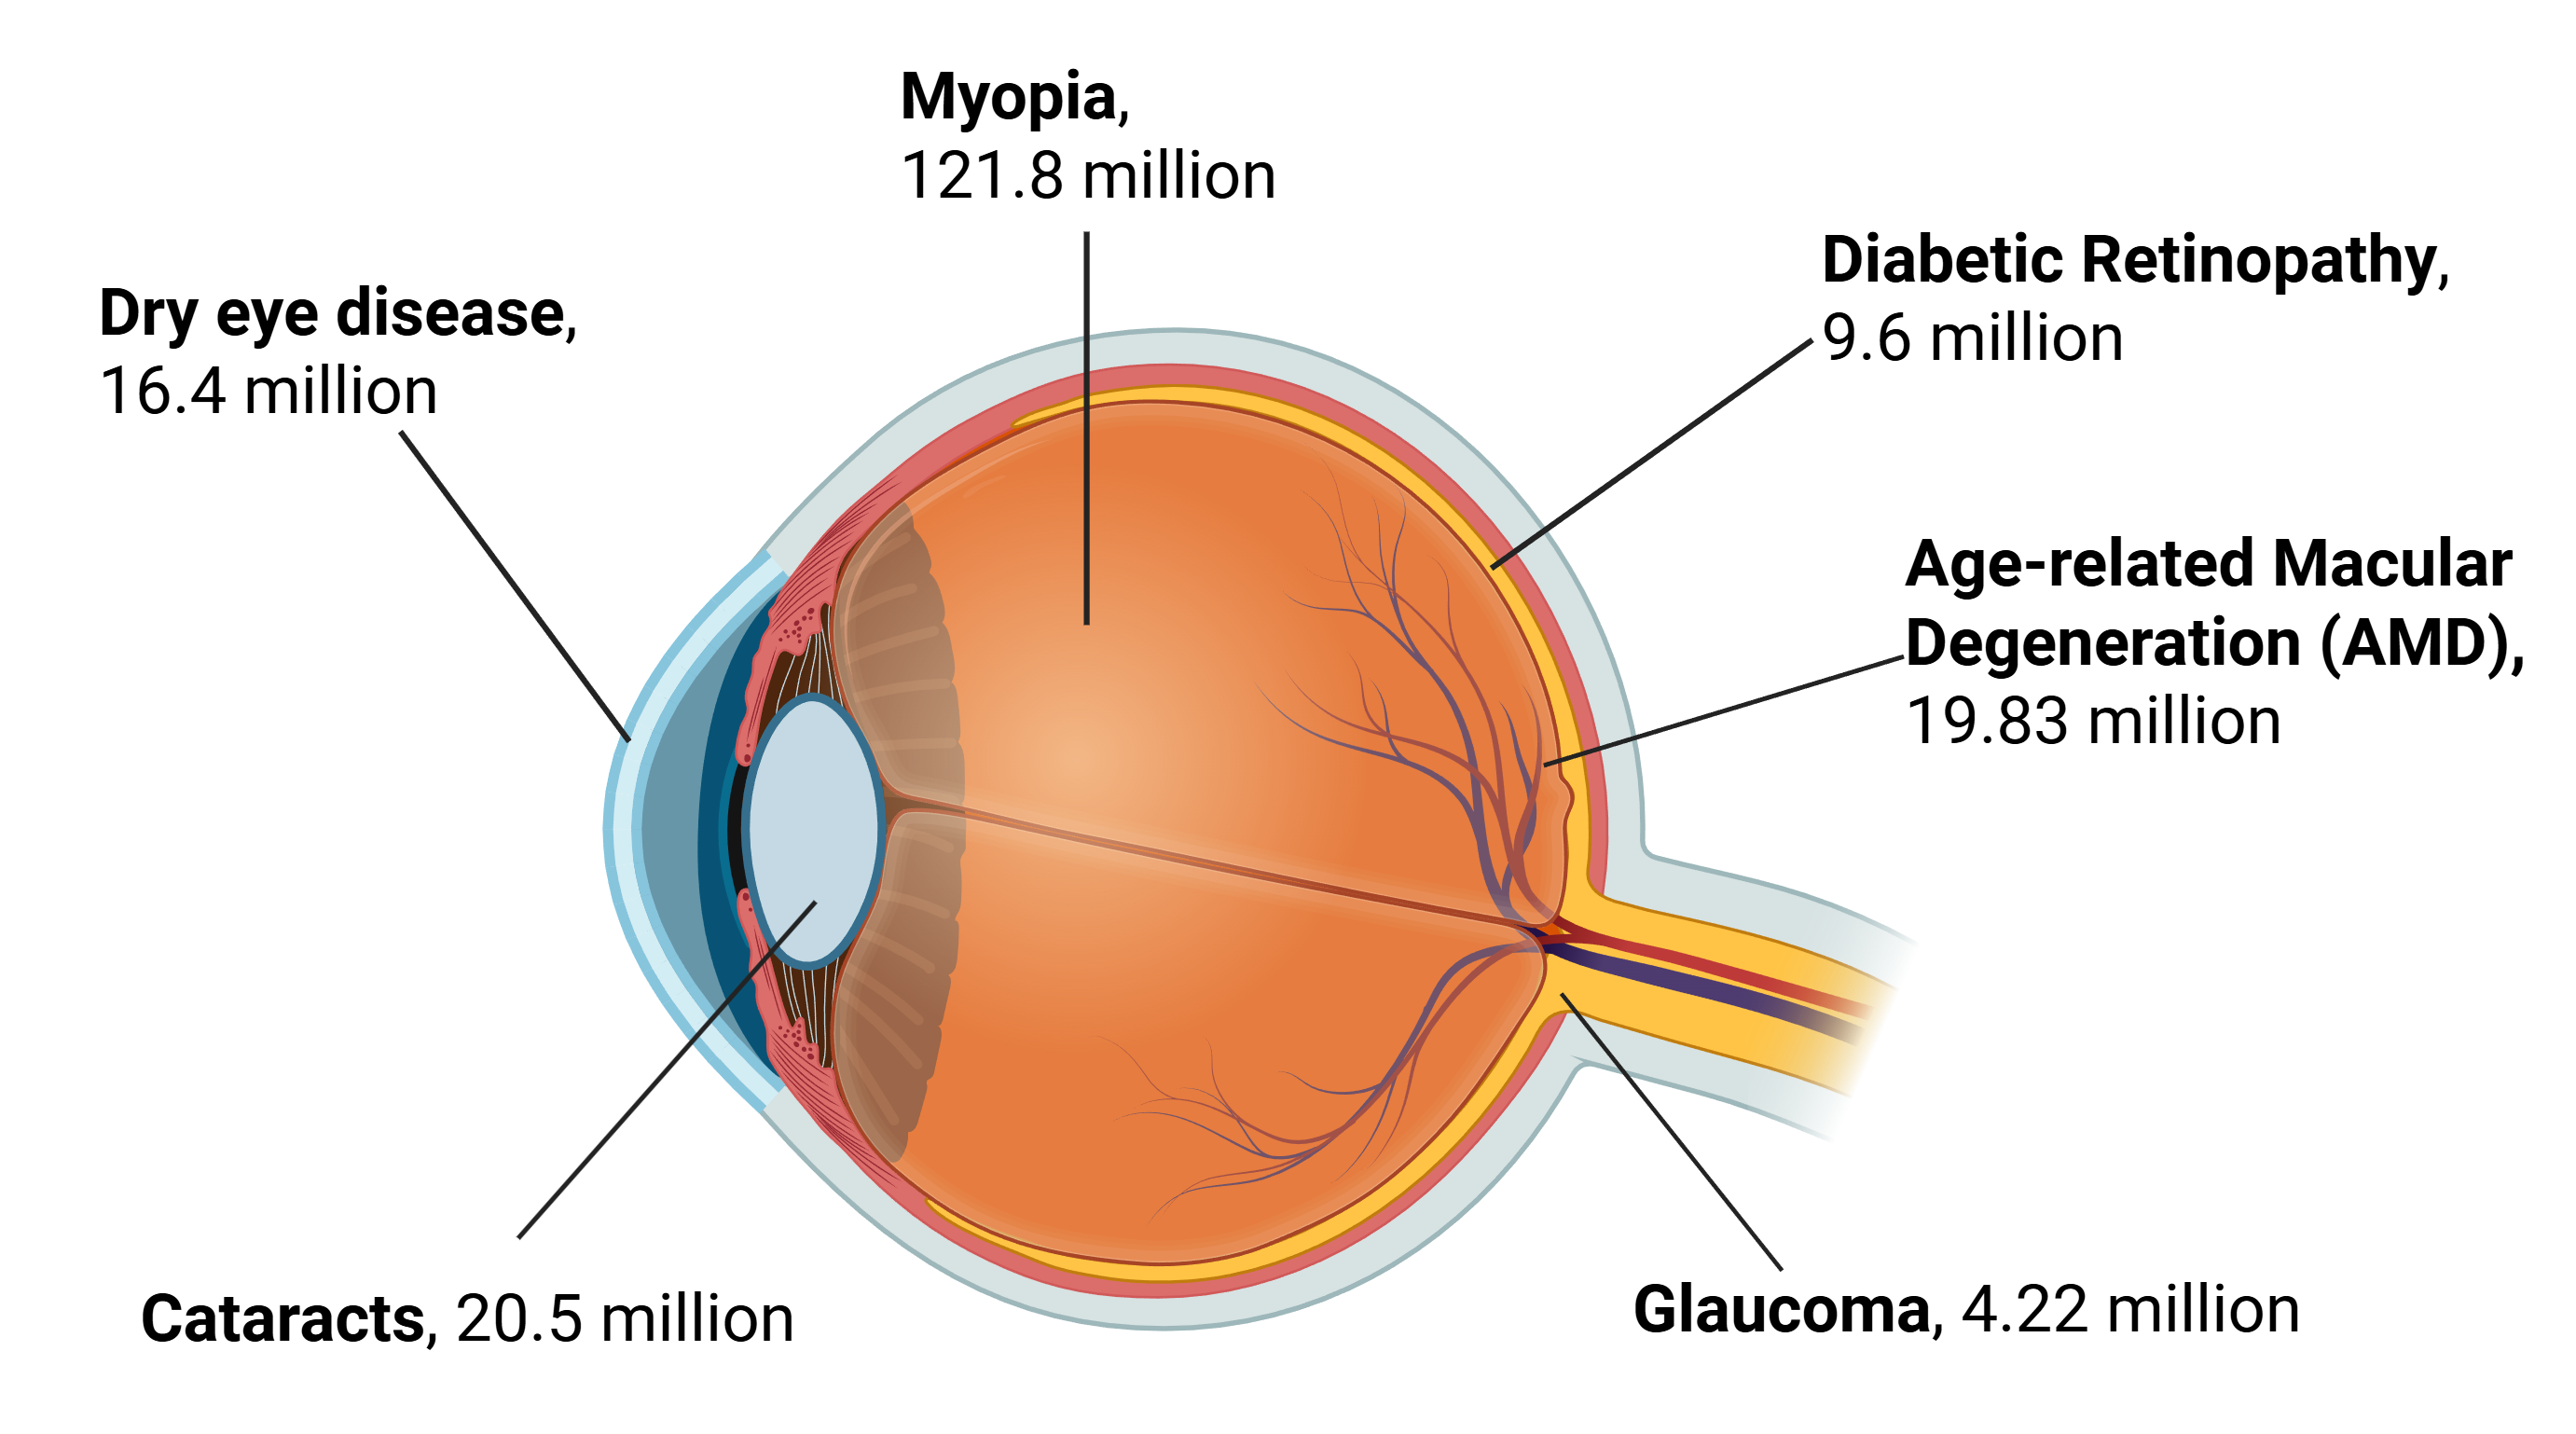 Myopia,
121.8 million
Dry eye disease,
16.4 million
Diabetic Retinopathy,
9.6 million
Age-related Macular
Degeneration (AMD),
19.83 million
Cataracts, 20.5 million
Glaucoma, 4.22 million